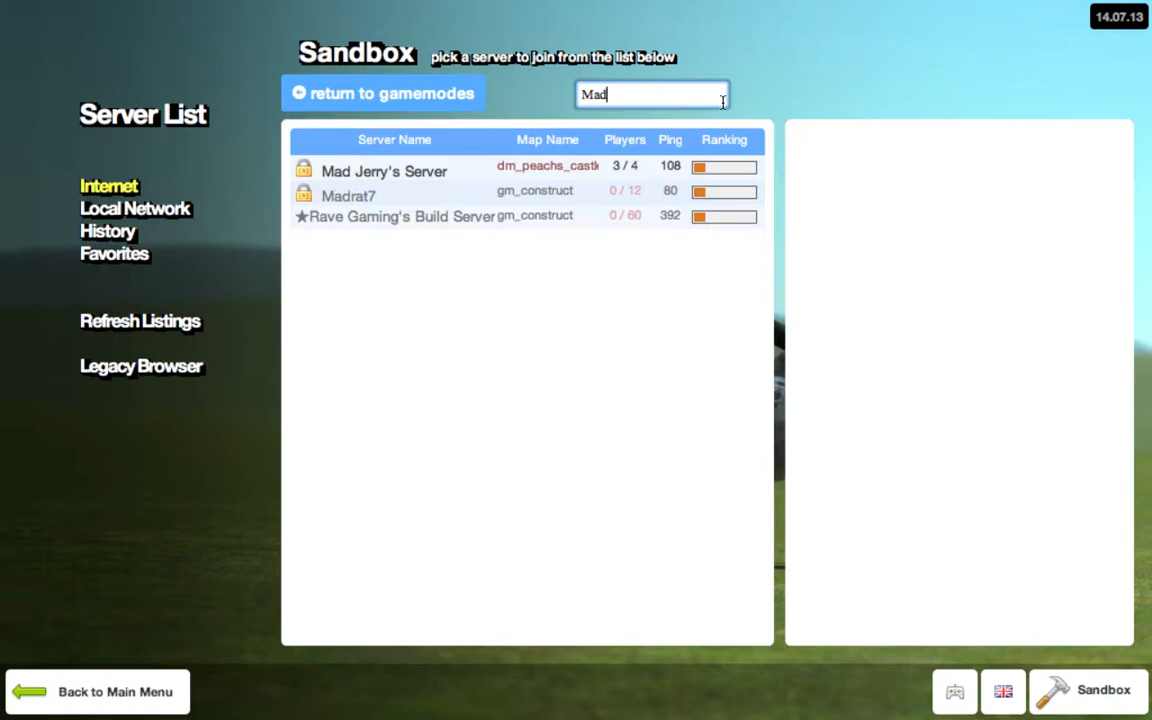 14.07.13
Sandbox pick a server to join from the list below
return to gamemodes
Mad
Server List
Internet
Local Network
History
Favorites
Refresh Listings
Legacy Browser
Server Name Map Name Players Ping Ranking
Mad Jerry's Server dm_peachs_castl 3 / 4 108
Madrat7 gm_construct 0 / 12 80
★Rave Gaming's Build Server gm_construct 0 / 60 392
Back to Main Menu
Sandbox